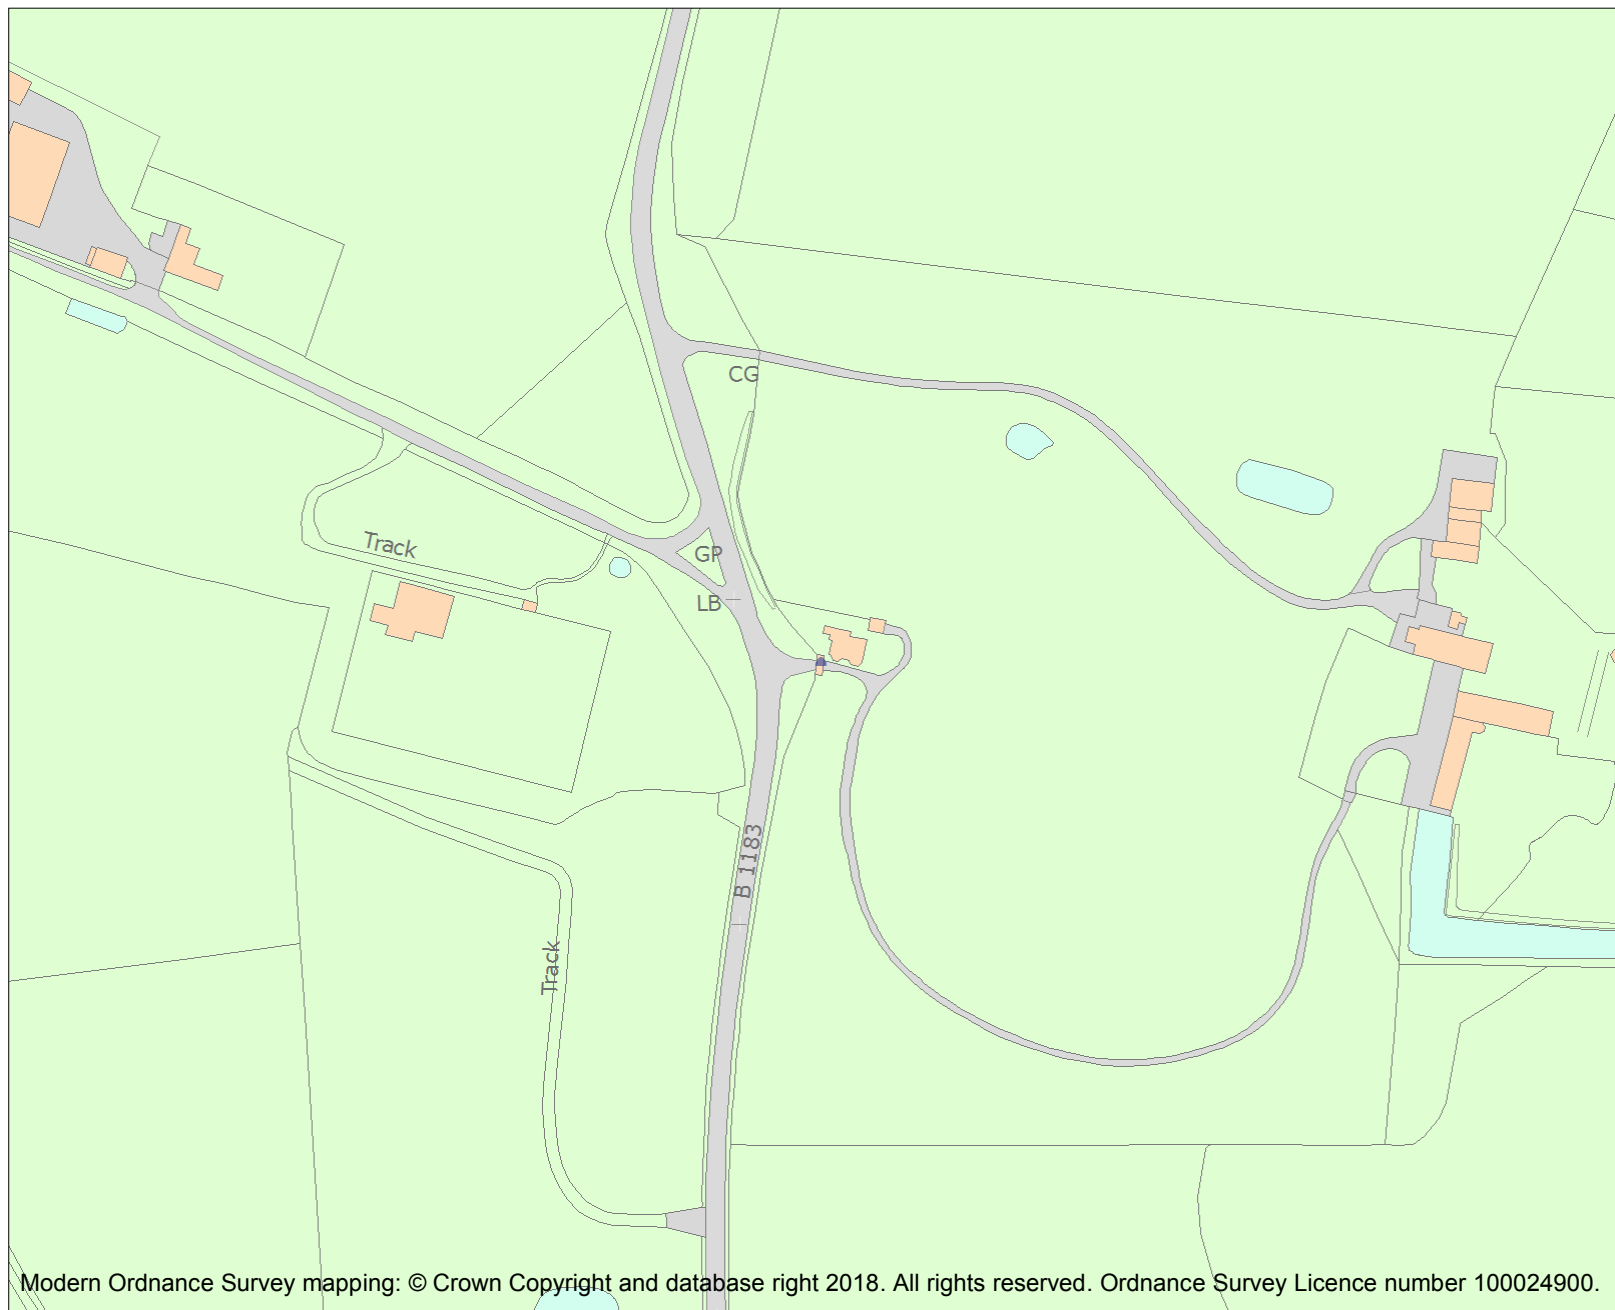 CG
Track
GP
LB
B 1183
Track
Modern Ordnance Survey mapping: © Crown Copyright and database right 2018. All rights reserved. Ordnance Survey Licence number 100024900.